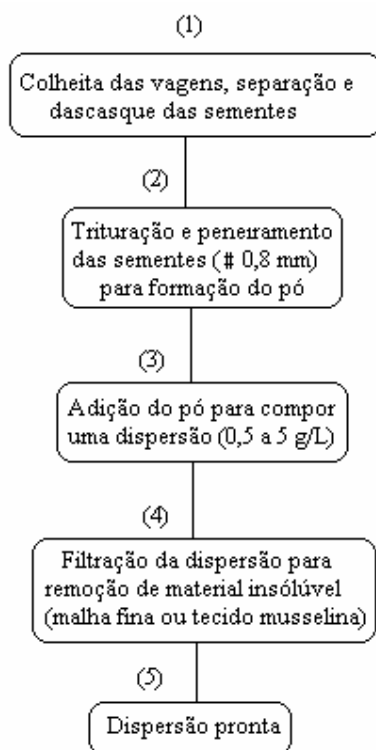 (1)
Colheita das vagens, separação e
dascasque das sementes
(2)
Trituração e peneiramento
das sementes (# 0,8 mm)
para formação do pó
(3)
Adição do pó para compor
uma dispersão (0,5 a 5 g/L)
(4)
Filtração da dispersão para
remoção de material insólúvel
(malha fina ou tecido musselina)
(5)
Dispersão pronta